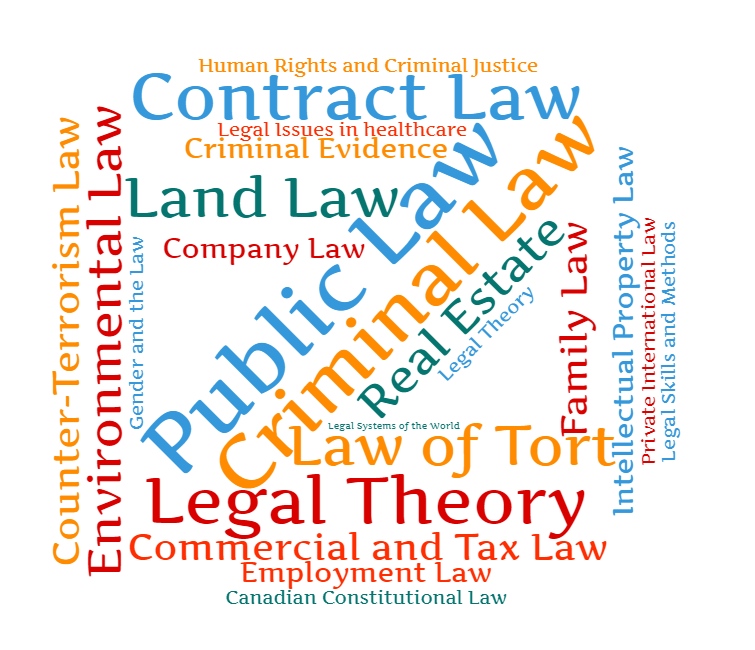 Human Rights and Criminal Justice
Contract Law
Legal Issues in healthcare
Criminal Evidence
Land Law
Company Law
Public Law
Criminal Law
Real Estate
Legal Theory
Counter-Terrorism Law
Environmental Law
Gender and the Law
Family Law
Intellectual Property Law
Private International Law
Legal Skills and Methods
Legal Systems of the World
Law of Tort
Legal Theory
Commercial and Tax Law
Employment Law
Canadian Constitutional Law